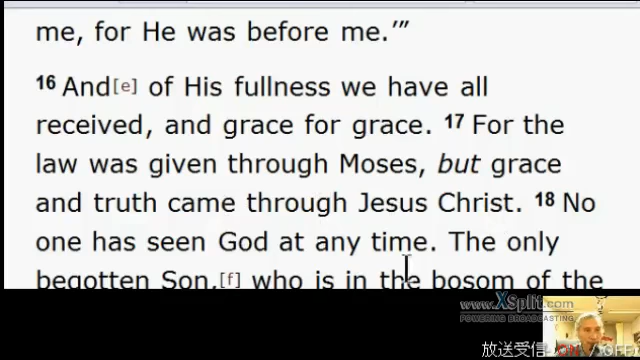 me, for He was before me.’”
16 And[e] of His fullness we have all
received, and grace for grace. 17 For the
law was given through Moses, but grace
and truth came through Jesus Christ. 18 No
one has seen God at any time. The only
begotten Son,[f] who is in the bosom of the
www.XSplit.com
POWERING BROADCASTING
放送受信